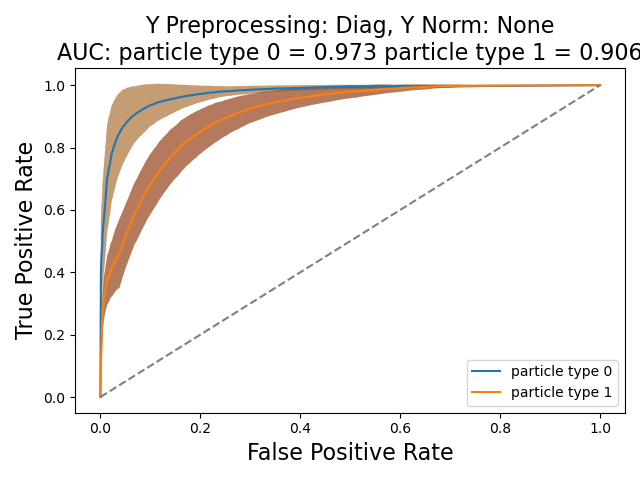 Y Preprocessing: Diag, Y Norm: None
AUC: particle type 0 = 0.973 particle type 1 = 0.906
1.0
0.8
0.6
0.4
0.2
0.0
True Positive Rate
particle type 0
particle type 1
0.0 0.2 0.4 0.6 0.8 1.0
False Positive Rate